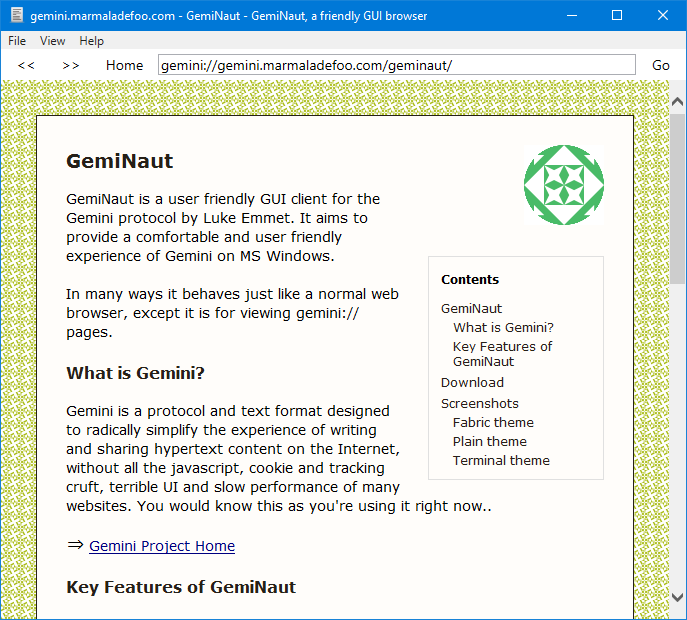 gemini.marmaladefoo.com - GemiNaut - GemiNaut, a friendly GUI browser
File View Help
<< >> Home gemini://gemini.marmaladefoo.com/geminaut/ Go
GemiNaut
GemiNaut is a user friendly GUI client for the
Gemini protocol by Luke Emmet. It aims to
provide a comfortable and user friendly
experience of Gemini on MS Windows.
In many ways it behaves just like a normal web
browser, except it is for viewing gemini://
pages.
What is Gemini?
Gemini is a protocol and text format designed
to radically simplify the experience of writing
and sharing hypertext content on the Internet,
without all the javascript, cookie and tracking
cruft, terrible UI and slow performance of many
websites. You would know this as you're using it right now..
⇒ Gemini Project Home
Key Features of GemiNaut
Contents
GemiNaut
What is Gemini?
Key Features of
GemiNaut
Download
Screenshots
Fabric theme
Plain theme
Terminal theme